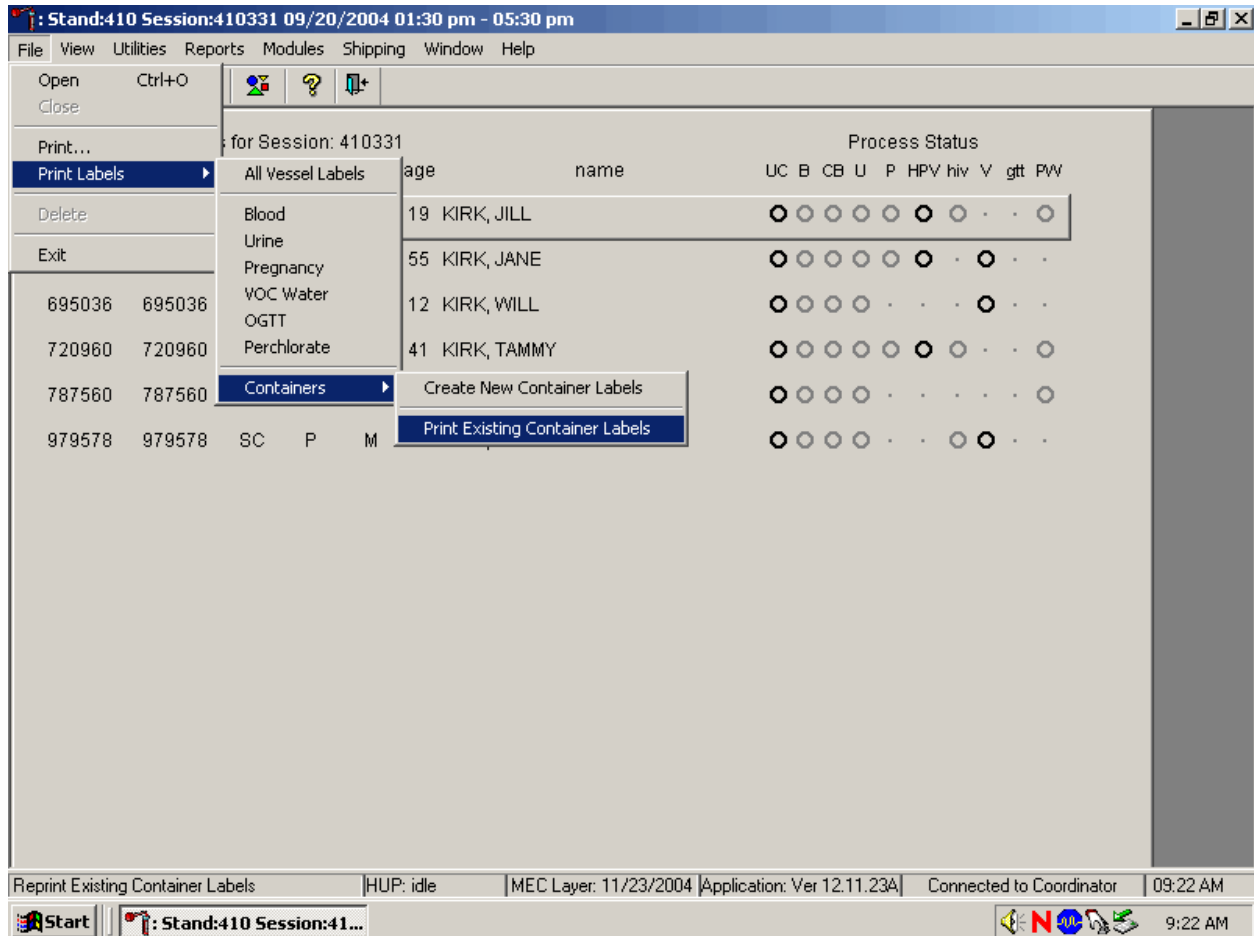 : Stand:410 Session:410331 09/20/2004 01:30 pm - 05:30 pm
File View Utilities Reports Modules Shipping Window Help
Open Ctrl+O
Close
Print...
Print Labels
Delete
Exit
for Session: 410331
Process Status
age name UC B CB U P HPV hiv V gtt PW
All Vessel Labels
Blood
Urine
Pregnancy
VOC Water
OGTT
Perchlorate
Containers
Create New Container Labels
Print Existing Container Labels
19 KIRK, JILL
55 KIRK, JANE
695036 695036 12 KIRK, WILL
720960 720960 41 KIRK, TAMMY
787560 787560
979578 979578 SC P M
Reprint Existing Container Labels HUP: idle MEC Layer: 11/23/2004 Application: Ver 12.11.23A Connected to Coordinator 09:22 AM
Start : Stand:410 Session:41... N 9:22 AM